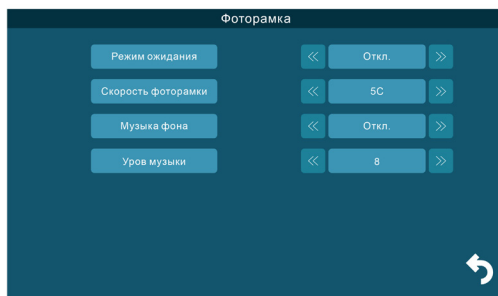 Фоторамка
Режим ожидания « Откл. »
Скорость фоторамки « 5С »
Музыка фона « Откл. »
Уров музыки « 8 »